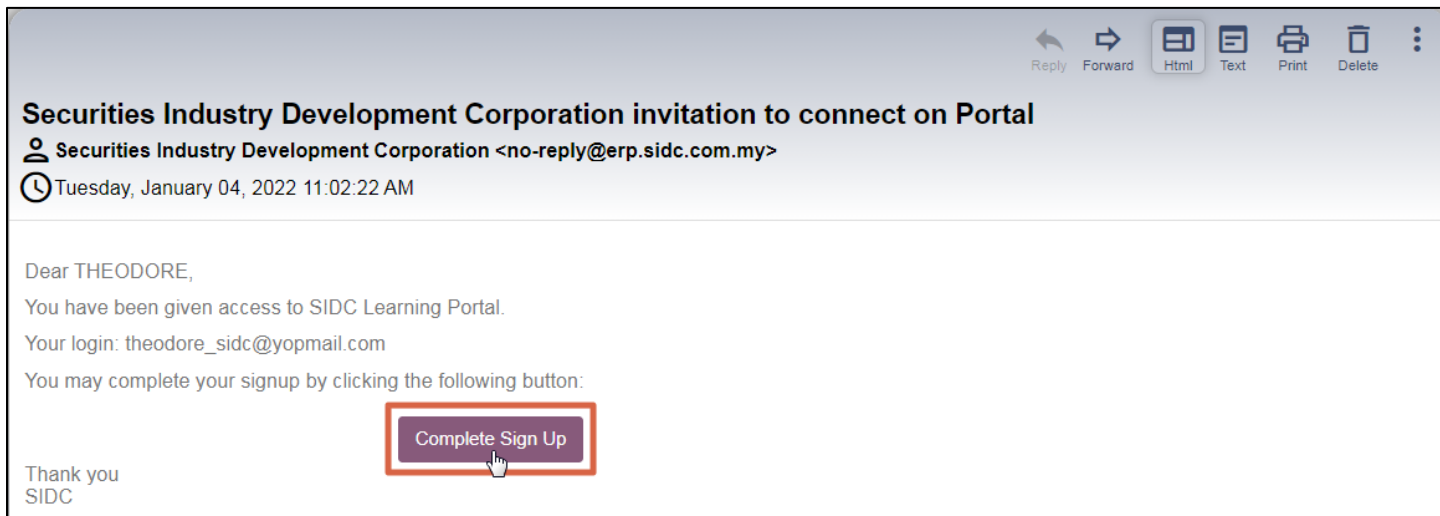 Reply Forward Html Text Print Delete
Securities Industry Development Corporation invitation to connect on Portal
Securities Industry Development Corporation <no-reply@erp.sidc.com.my>
Tuesday, January 04, 2022 11:02:22 AM
Dear THEODORE,
You have been given access to SIDC Learning Portal.
Your login: theodore_sidc@yopmail.com
You may complete your signup by clicking the following button:
Complete Sign Up
Thank you
SIDC